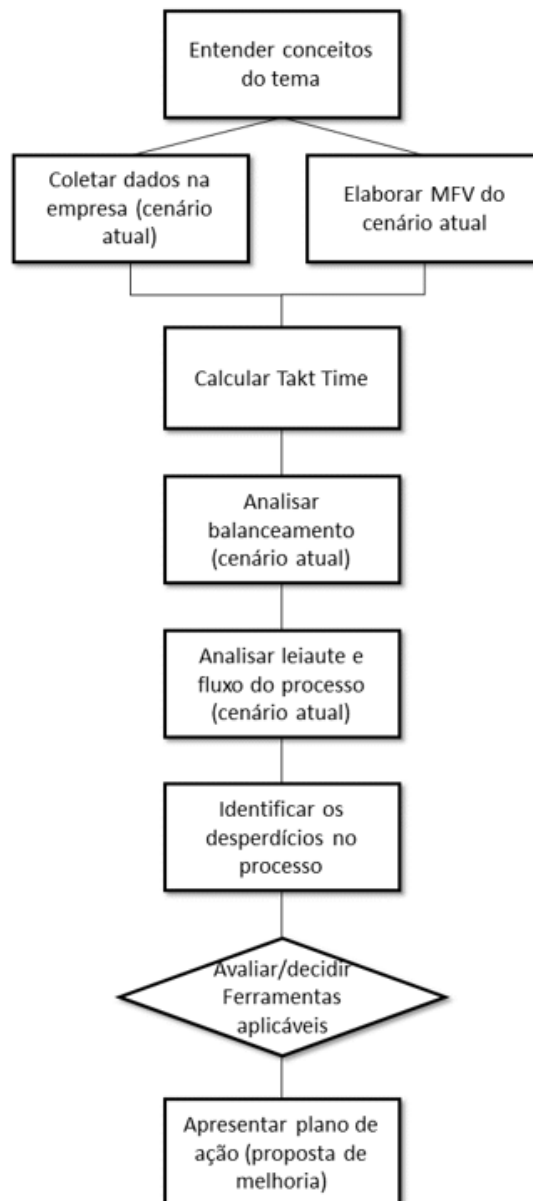 Entender conceitos
do tema
Coletar dados na
empresa (cenário
atual)
Elaborar MFV do
cenário atual
Calcular Takt Time
Analisar
balanceamento
(cenário atual)
Analisar leiaute e
fluxo do processo
(cenário atual)
Identificar os
desperdícios no
processo
Avaliar/decidir
Ferramentas
aplicáveis
Apresentar plano de
ação (proposta de
melhoria)